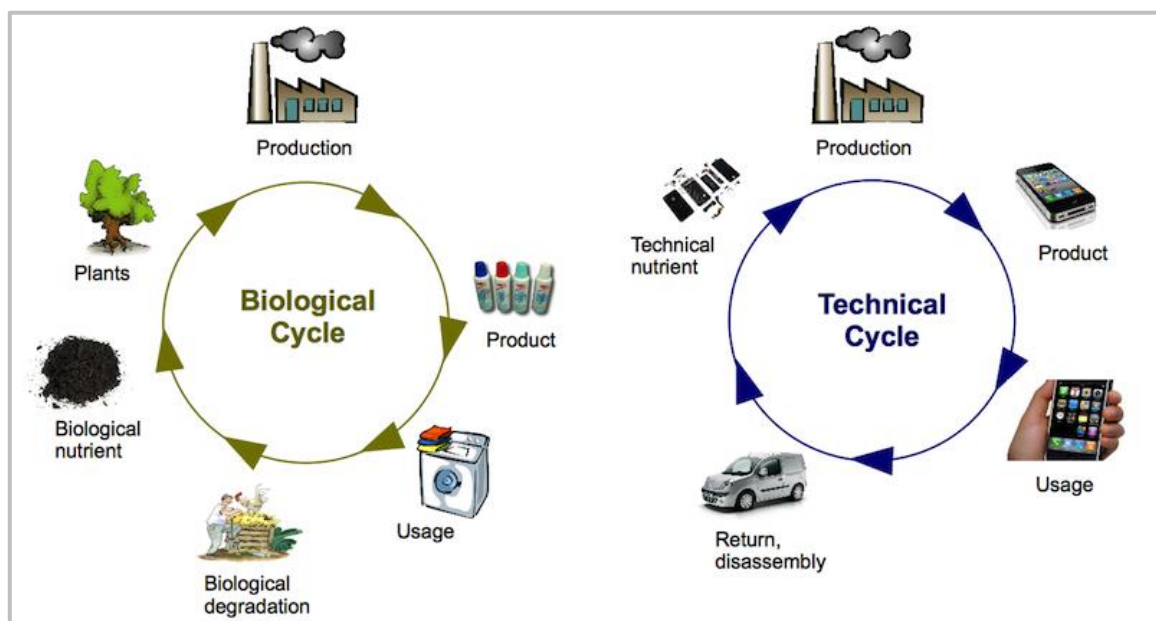 Production
Plants
Biological
Cycle
Product
Biological
nutrient
Usage
Biological
degradation
Production
Technical
nutrient
Product
Technical
Cycle
Usage
Return,
disassembly